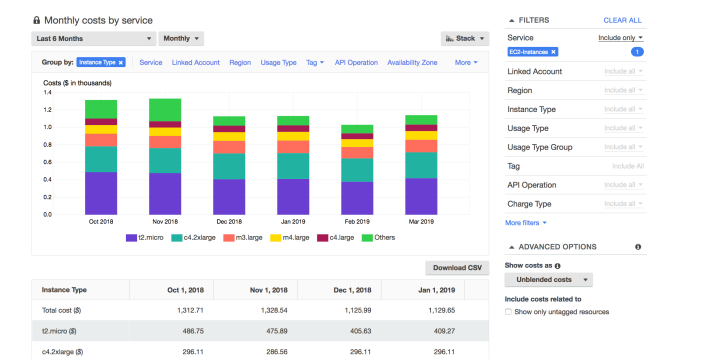 Monthly costs by service
Last 6 Months Monthly Stack
Group by: Instance Type × Service Linked Account Region Usage Type Tag API Operation Availability Zone More
Costs ($ in thousands)
1.4
1.2
1.0
0.8
0.6
0.4
0.2
0.0
Oct 2018 Nov 2018 Dec 2018 Jan 2019 Feb 2019 Mar 2019
t2.micro c4.2xlarge m3.large m4.large c4.large Others
Download CSV
Instance Type Oct 1, 2018 Nov 1, 2018 Dec 1, 2018 Jan 1, 2019
Total cost ($) 1,312.71 1,328.54 1,125.99 1,129.65
t2.micro ($) 486.75 475.89 405.63 409.27
c4.2xlarge ($) 296.11 286.56 296.11 296.11
FILTERS CLEAR ALL
Service Include only
EC2-Instances × 1
Linked Account Include all
Region Include all
Instance Type Include all
Usage Type Include all
Usage Type Group Include all
Tag Include All
API Operation Include all
Charge Type Include all
More filters
ADVANCED OPTIONS
Show costs as
Unblended costs
Include costs related to
Show only untagged resources